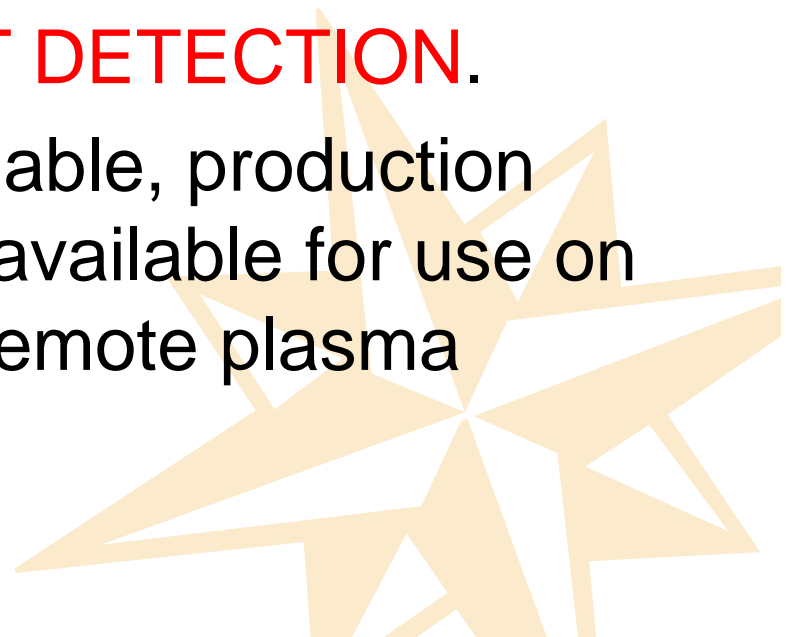 T DETECTION.
able, production
available for use on
emote plasma